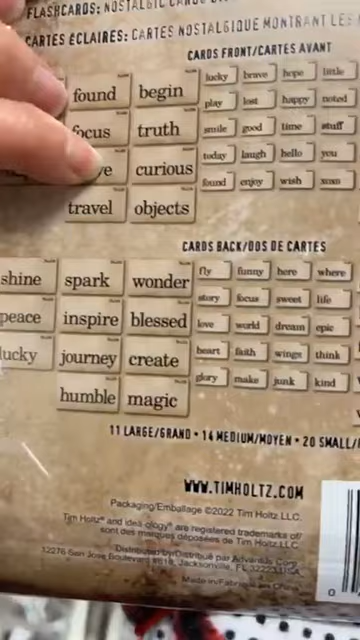 FLASHCARDS: NOSTALGIC
CARTES ÉCLAIRES: CARTES NOSTALGIQUE MONTRANT LES
CARDS FRONT/CARTES AVANT
found begin lucky brave hope little
play lost happy noted
focus truth smile good time stuff
curious today laugh hello you
found enjoy wish xoxo
travel objects
CARDS BACK/DOS DE CARTES
shine spark wonder fly funny here where
story focus sweet life
peace inspire blessed love world dream epic
lucky journey create heart faith wings think
glory make junk kind
humble magic
11 LARGE/GRAND • 14 MEDIUM/MOYEN • 20 SMALL/
WWW.TIMHOLTZ.COM
Packaging/Emballage ©2022 Tim Holtz LLC.
Tim Holtz® and idea-ology® are registered trademarks of/
sont des marques déposées de Tim Holtz LLC.
Distributed by/Distribué par Advantus Corp.
12276 San Jose Boulevard #618, Jacksonville, FL 32223 USA
Made in/Fabriqué en China
0